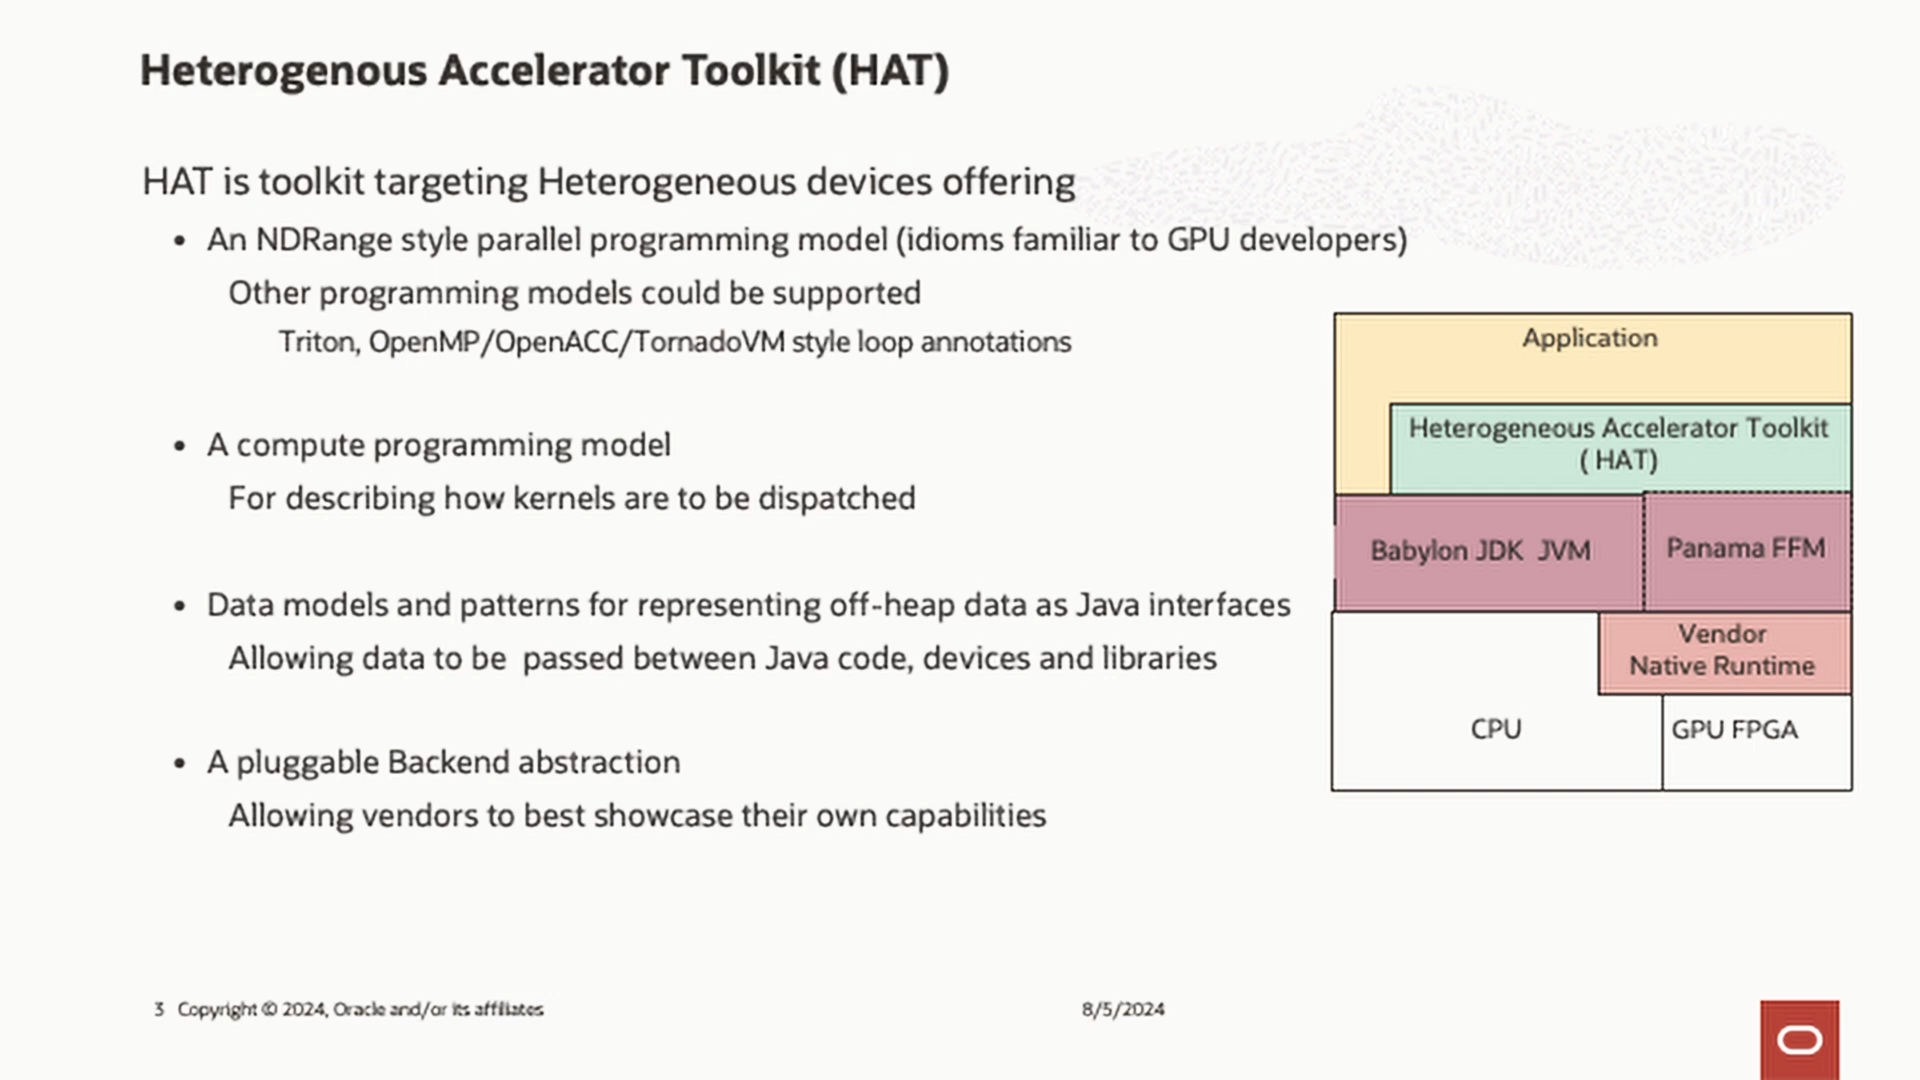 Heterogenous Accelerator Toolkit (HAT)
HAT is toolkit targeting Heterogeneous devices offering
• An NDRange style parallel programming model (idioms familiar to GPU developers)
Other programming models could be supported
Triton, OpenMP/OpenACC/TornadoVM style loop annotations
• A compute programming model
For describing how kernels are to be dispatched
• Data models and patterns for representing off-heap data as Java interfaces
Allowing data to be passed between Java code, devices and libraries
• A pluggable Backend abstraction
Allowing vendors to best showcase their own capabilities
Application
Heterogeneous Accelerator Toolkit
( HAT)
Babylon JDK JVM
Panama FFM
Vendor
Native Runtime
CPU
GPU FPGA
3 Copyright © 2024, Oracle and/or its affiliates
8/5/2024